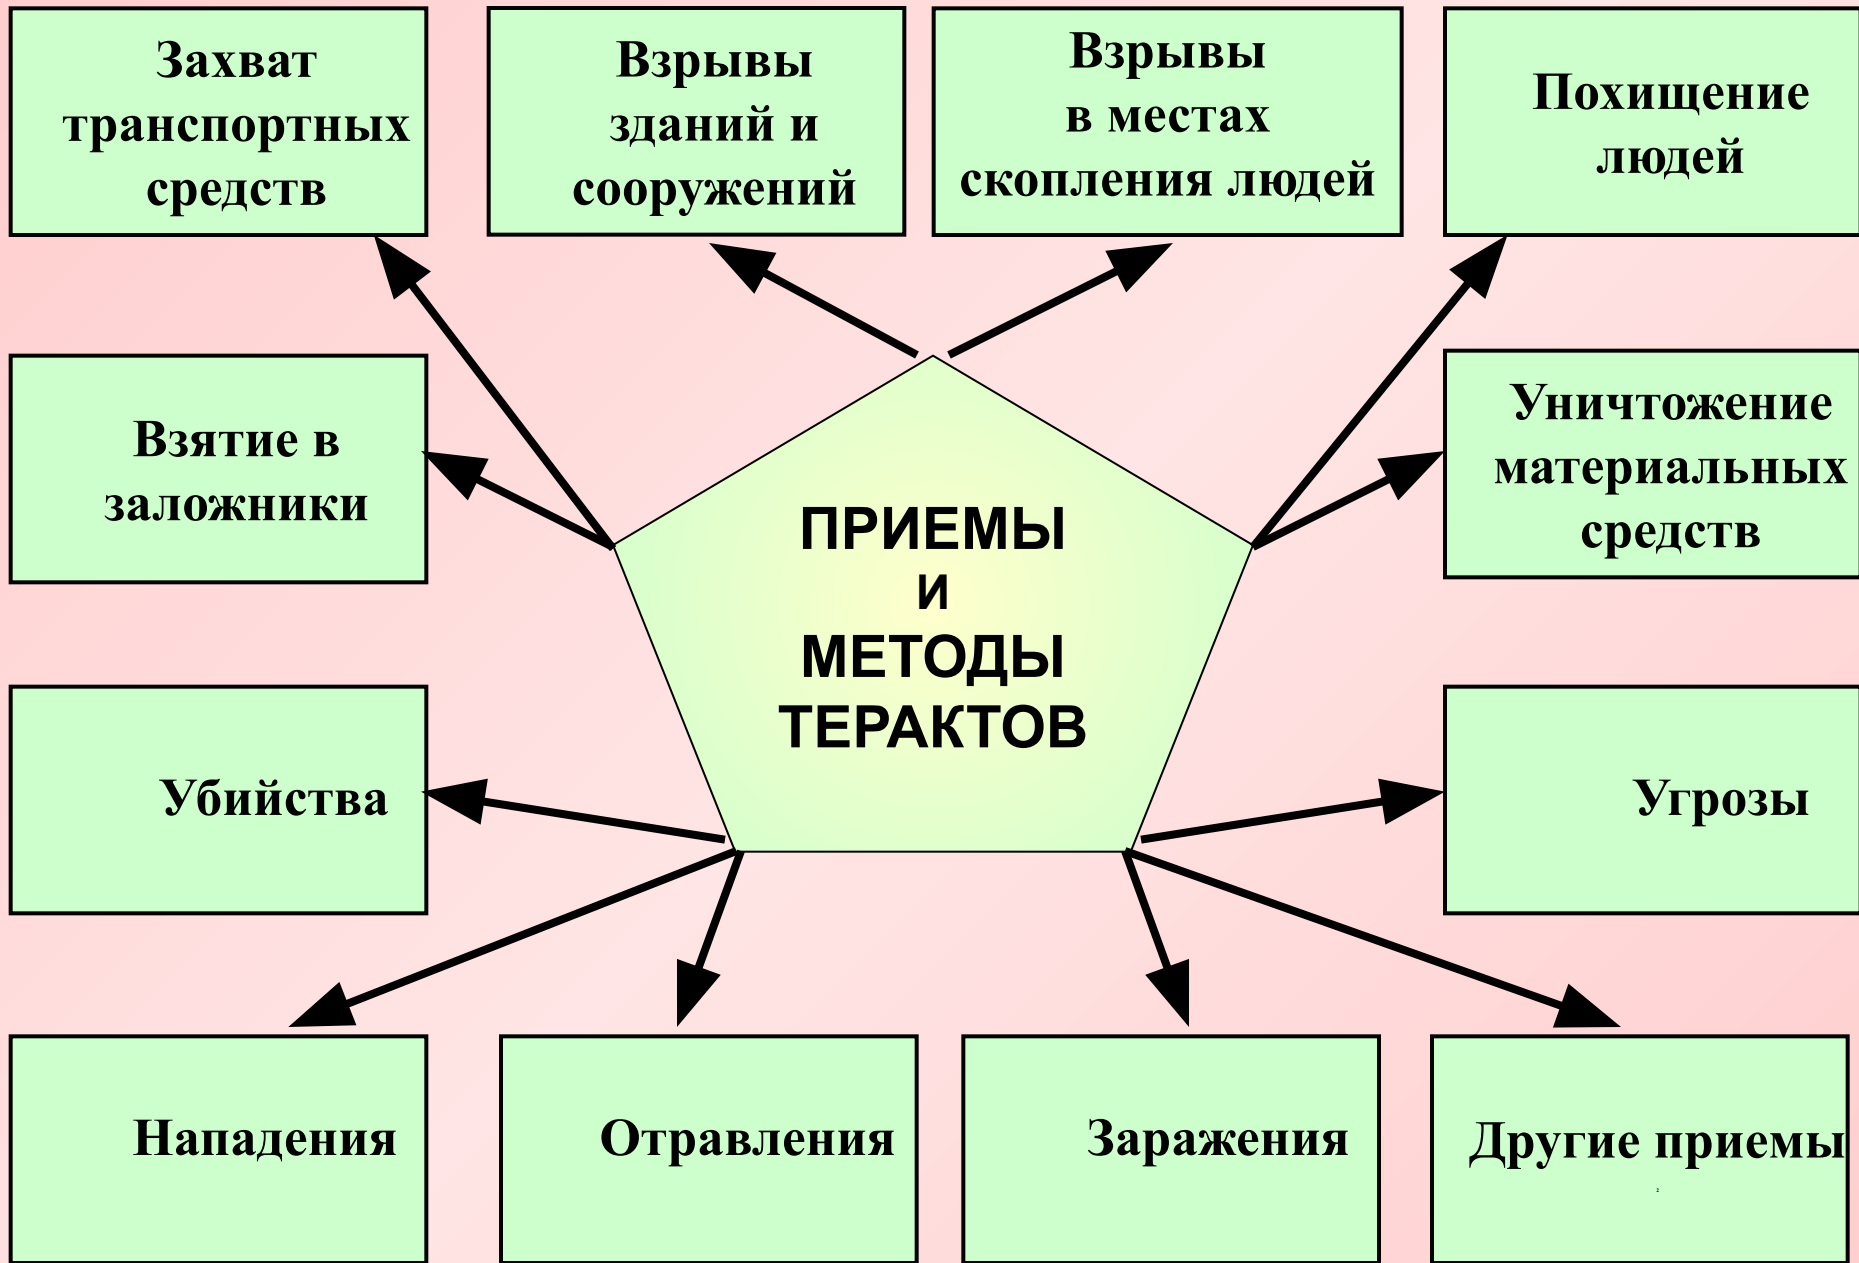 Захват
транспортных
средств
Взрывы
зданий и
сооружений
Взрывы
в местах
скопления людей
Похищение
людей
Взятие в
заложники
ПРИЕМЫ
И
МЕТОДЫ
ТЕРАКТОВ
Уничтожение
материальных
средств
Убийства
Угрозы
Нападения
Отравления
Заражения
Другие приемы